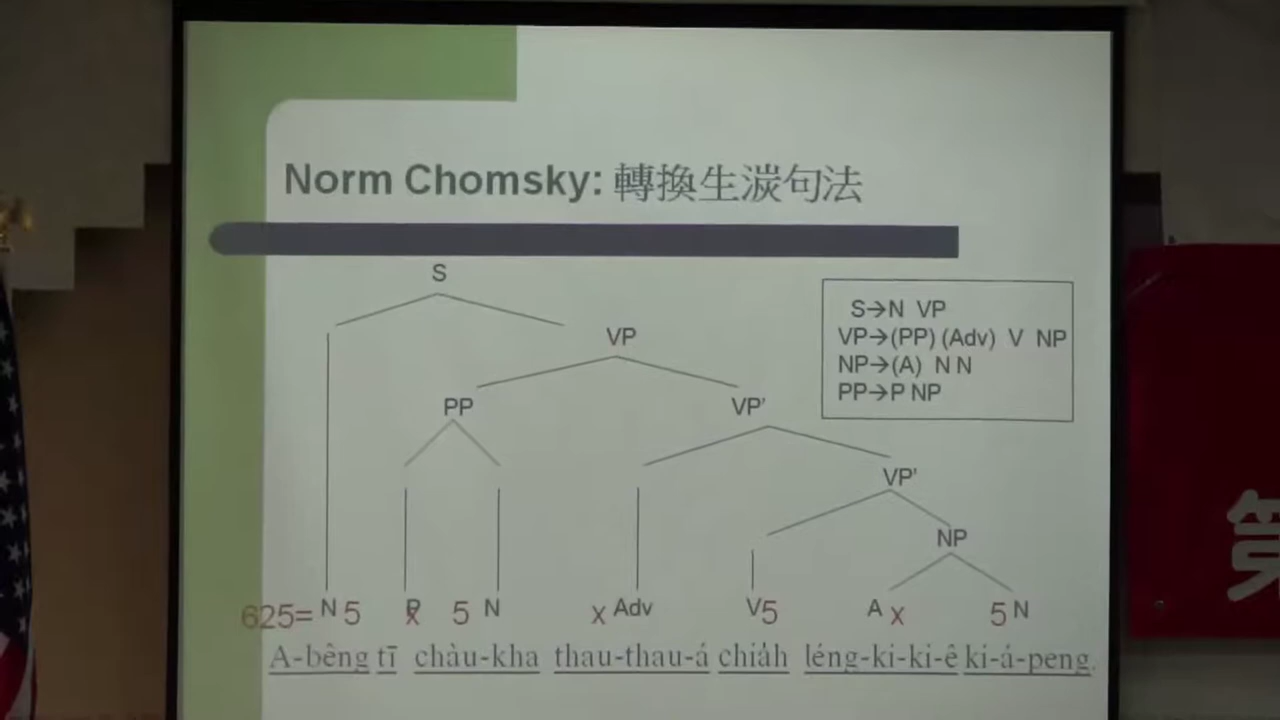 Norm Chomsky: 轉換生湠句法
S
S→N VP
VP
VP→(PP) (Adv) V NP
NP→(A) N N
PP→P NP
PP
VP'
VP'
NP
625= N 5 P x 5 N x Adv V 5 A x 5 N
A-bêng tī chàu-kha thau-thau-á chia̍h léng-ki-ki-ê ki-á-peng.
第